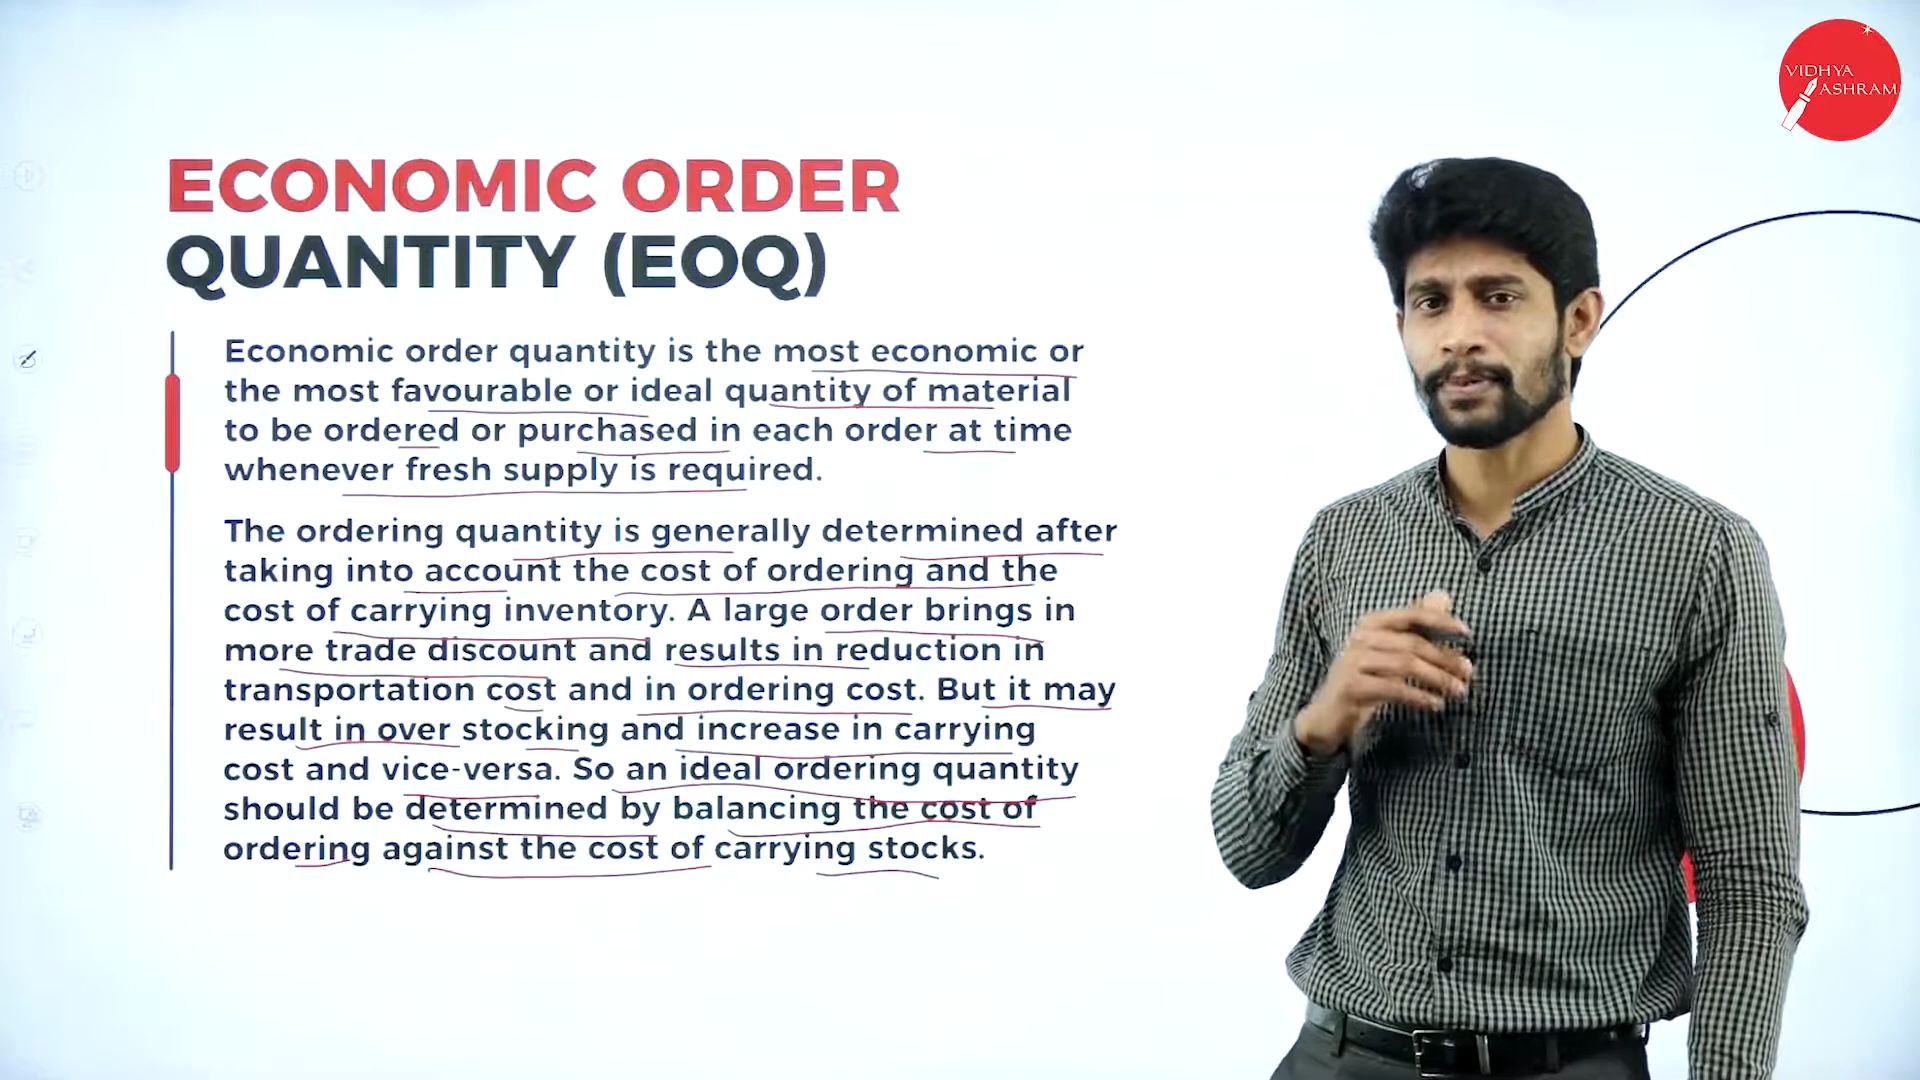 VIDHYA
ASHRAM
ECONOMIC ORDER
QUANTITY (EOQ)
Economic order quantity is the most economic or
the most favourable or ideal quantity of material
to be ordered or purchased in each order at time
whenever fresh supply is required.
The ordering quantity is generally determined after
taking into account the cost of ordering and the
cost of carrying inventory. A large order brings in
more trade discount and results in reduction in
transportation cost and in ordering cost. But it may
result in over stocking and increase in carrying
cost and vice-versa. So an ideal ordering quantity
should be determined by balancing the cost of
ordering against the cost of carrying stocks.